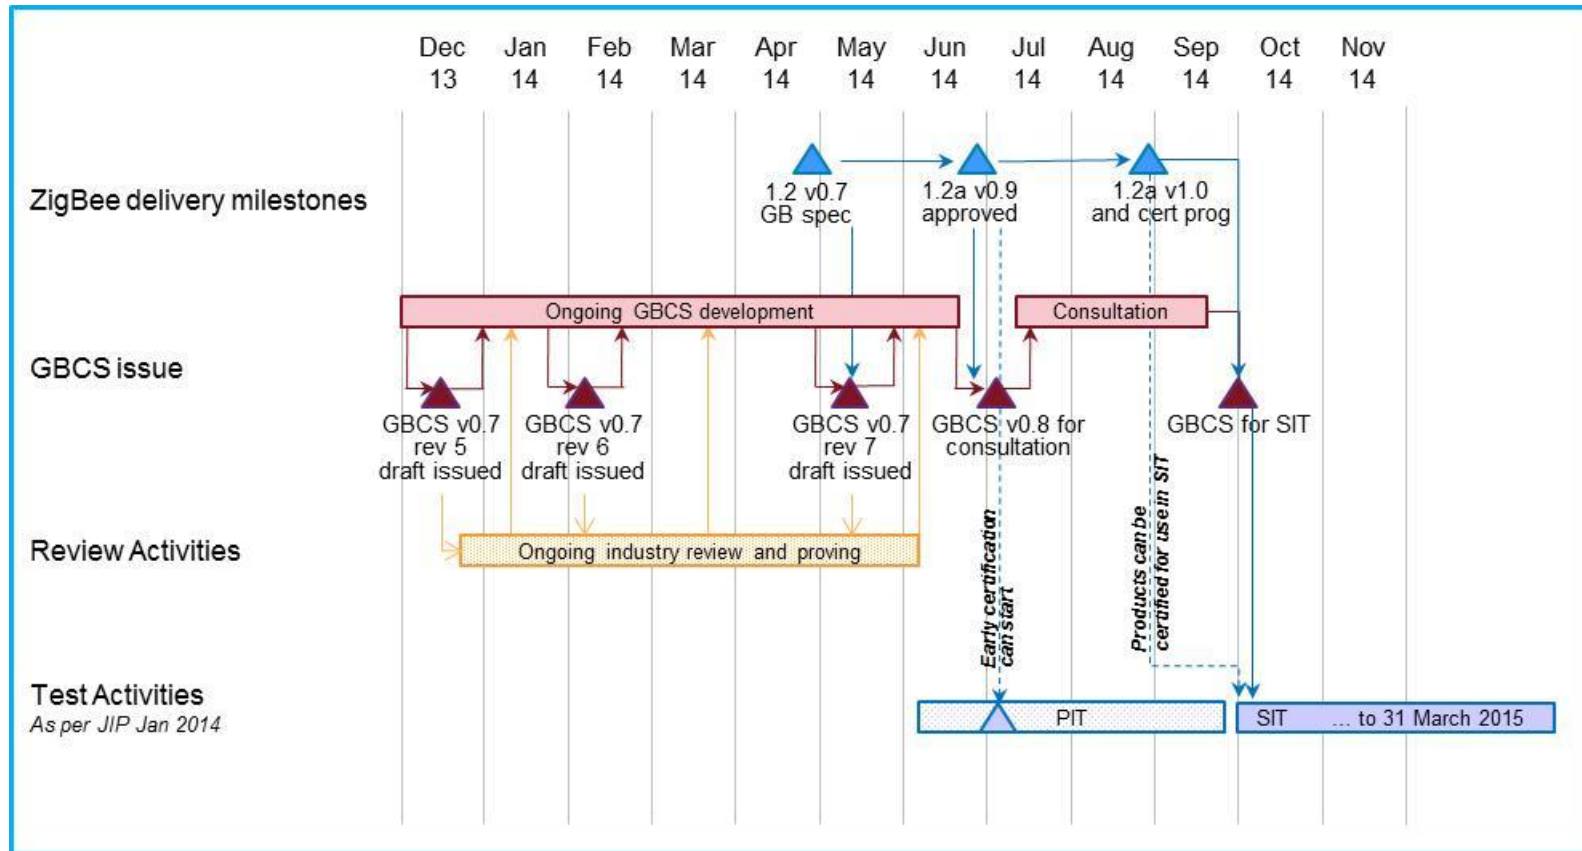 Dec Jan Feb Mar Apr May Jun Jul Aug Sep Oct Nov
13 14 14 14 14 14 14 14 14 14 14 14
ZigBee delivery milestones
1.2 v0.7
GB spec
1.2a v0.9
approved
1.2a v1.0
and cert prog
Ongoing GBCS development
Consultation
GBCS issue
GBCS v0.7
rev 5
draft issued
GBCS v0.7
rev 6
draft issued
GBCS v0.7
rev 7
draft issued
GBCS v0.8 for
consultation
GBCS for SIT
Early certification
can start
Products can be
certified for use in SIT
Review Activities
Ongoing industry review and proving
Test Activities
As per JIP Jan 2014
PIT
SIT ... to 31 March 2015